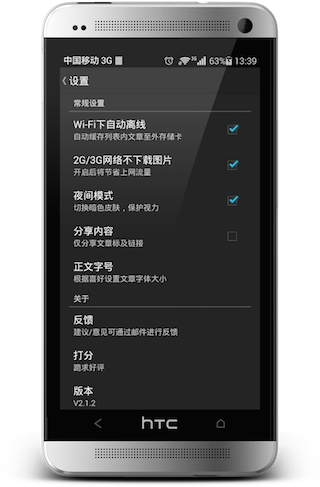 中国移动 3G
3G
63%
13:39
设置
常规设置
Wi-Fi下自动离线
自动缓存列表内文章至外存储卡
2G/3G网络不下载图片
开启后将节省上网流量
夜间模式
切换暗色皮肤，保护视力
分享内容
仅分享文章标及链接
正文字号
根据喜好设置文章字体大小
关于
反馈
建议/意见可通过邮件进行反馈
打分
跪求好评
版本
V2.1.2
hTC